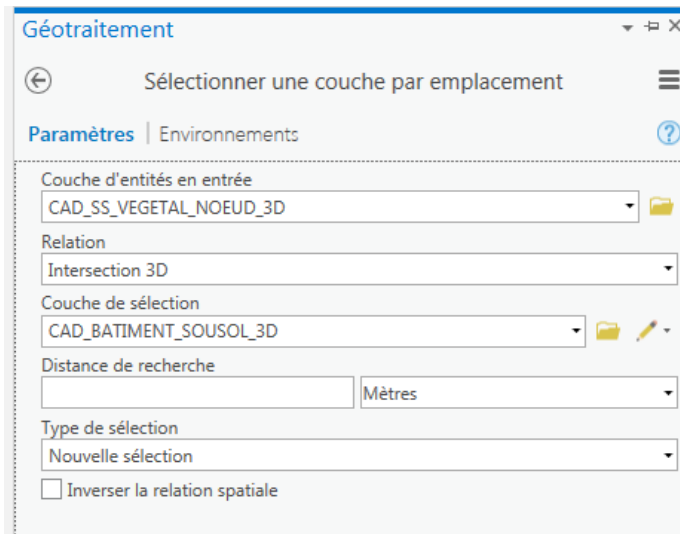 Géotraitement
Sélectionner une couche par emplacement
Paramètres | Environnements
Couche d'entités en entrée
CAD_SS_VEGETAL_NOEUD_3D
Relation
Intersection 3D
Couche de sélection
CAD_BATIMENT_SOUSOL_3D
Distance de recherche
Mètres
Type de sélection
Nouvelle sélection
Inverser la relation spatiale